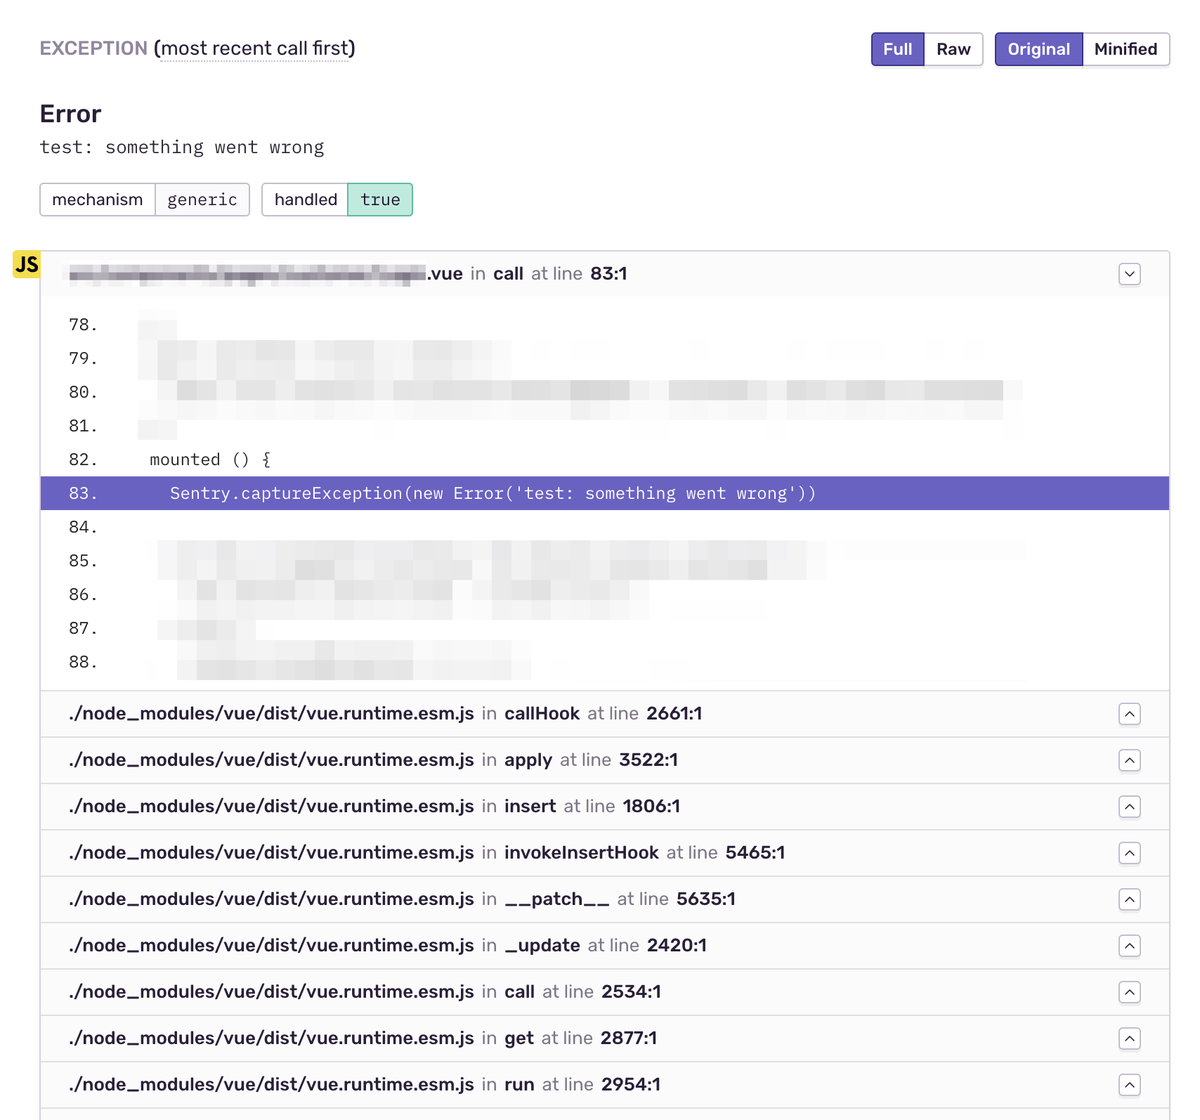 EXCEPTION (most recent call first)
Full Raw Original Minified
Error
test: something went wrong
mechanism generic handled true
JS
.vue in call at line 83:1
78.
79.
80.
81.
82. mounted () {
83. Sentry.captureException(new Error('test: something went wrong'))
84.
85.
86.
87.
88.
./node_modules/vue/dist/vue.runtime.esm.js in callHook at line 2661:1
./node_modules/vue/dist/vue.runtime.esm.js in apply at line 3522:1
./node_modules/vue/dist/vue.runtime.esm.js in insert at line 1806:1
./node_modules/vue/dist/vue.runtime.esm.js in invokeInsertHook at line 5465:1
./node_modules/vue/dist/vue.runtime.esm.js in __patch__ at line 5635:1
./node_modules/vue/dist/vue.runtime.esm.js in _update at line 2420:1
./node_modules/vue/dist/vue.runtime.esm.js in call at line 2534:1
./node_modules/vue/dist/vue.runtime.esm.js in get at line 2877:1
./node_modules/vue/dist/vue.runtime.esm.js in run at line 2954:1